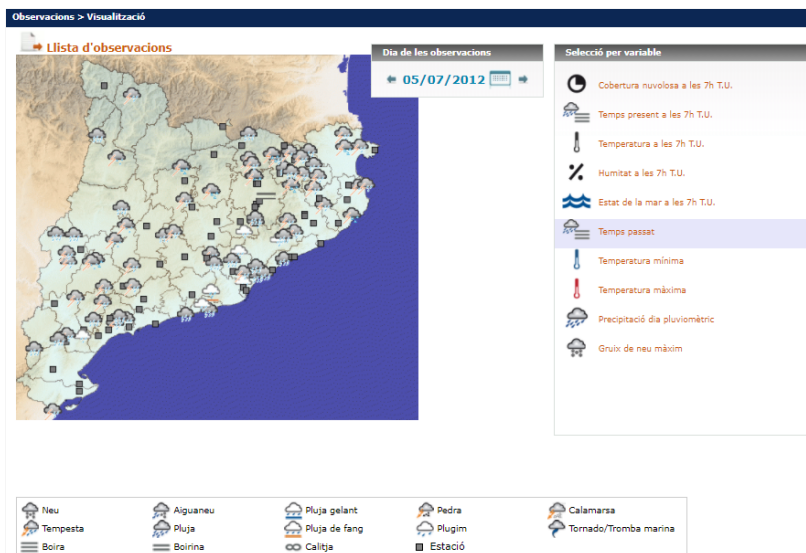 Observacions > Visualització
Llista d'observacions
Dia de les observacions
05/07/2012
Selecció per variable
Cobertura nuvolosa a les 7h T.U.
Temps present a les 7h T.U.
Temperatura a les 7h T.U.
Humitat a les 7h T.U.
Estat de la mar a les 7h T.U.
Temps passat
Temperatura mínima
Temperatura màxima
Precipitació dia pluviomètric
Gruix de neu màxim
Neu Aiguaneu Pluja gelant Pedra Calamarsa
Tempesta Pluja Pluja de fang Plugim Tornado/Tromba marina
Boira Boirina Calitja Estació